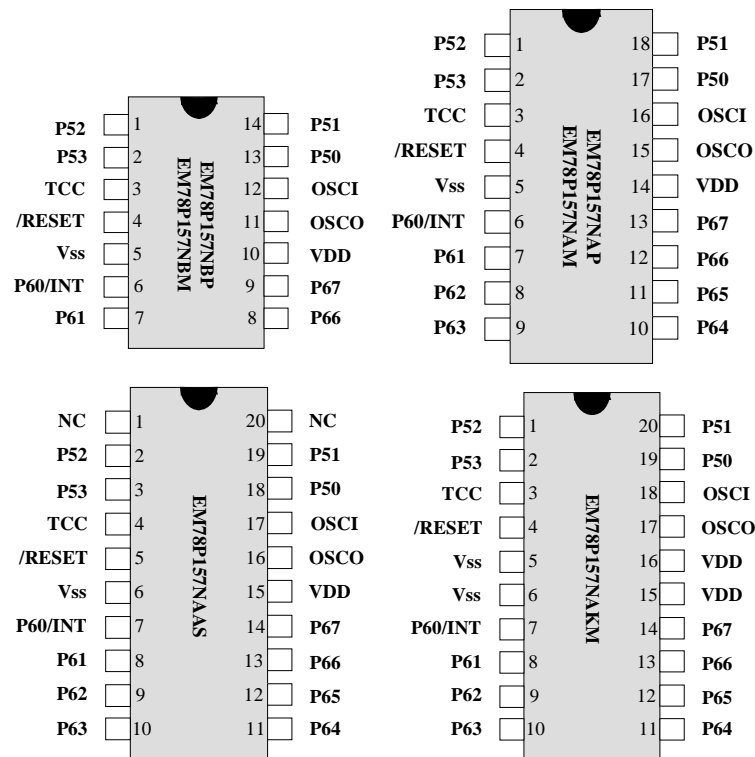 P52 1 14 P51
P53 2 13 P50
TCC 3 12 OSCI
/RESET 4 11 OSCO
Vss 5 10 VDD
P60/INT 6 9 P67
P61 7 8 P66
EM78P157NBP
EM78P157NBM
P52 1 18 P51
P53 2 17 P50
TCC 3 16 OSCI
/RESET 4 15 OSCO
Vss 5 14 VDD
P60/INT 6 13 P67
P61 7 12 P66
P62 8 11 P65
P63 9 10 P64
EM78P157NAP
EM78P157NAM
NC 1 20 NC
P52 2 19 P51
P53 3 18 P50
TCC 4 17 OSCI
/RESET 5 16 OSCO
Vss 6 15 VDD
P60/INT 7 14 P67
P61 8 13 P66
P62 9 12 P65
P63 10 11 P64
EM78P157NAAS
P52 1 20 P51
P53 2 19 P50
TCC 3 18 OSCI
/RESET 4 17 OSCO
Vss 5 16 VDD
Vss 6 15 VDD
P60/INT 7 14 P67
P61 8 13 P66
P62 9 12 P65
P63 10 11 P64
EM78P157NAKM